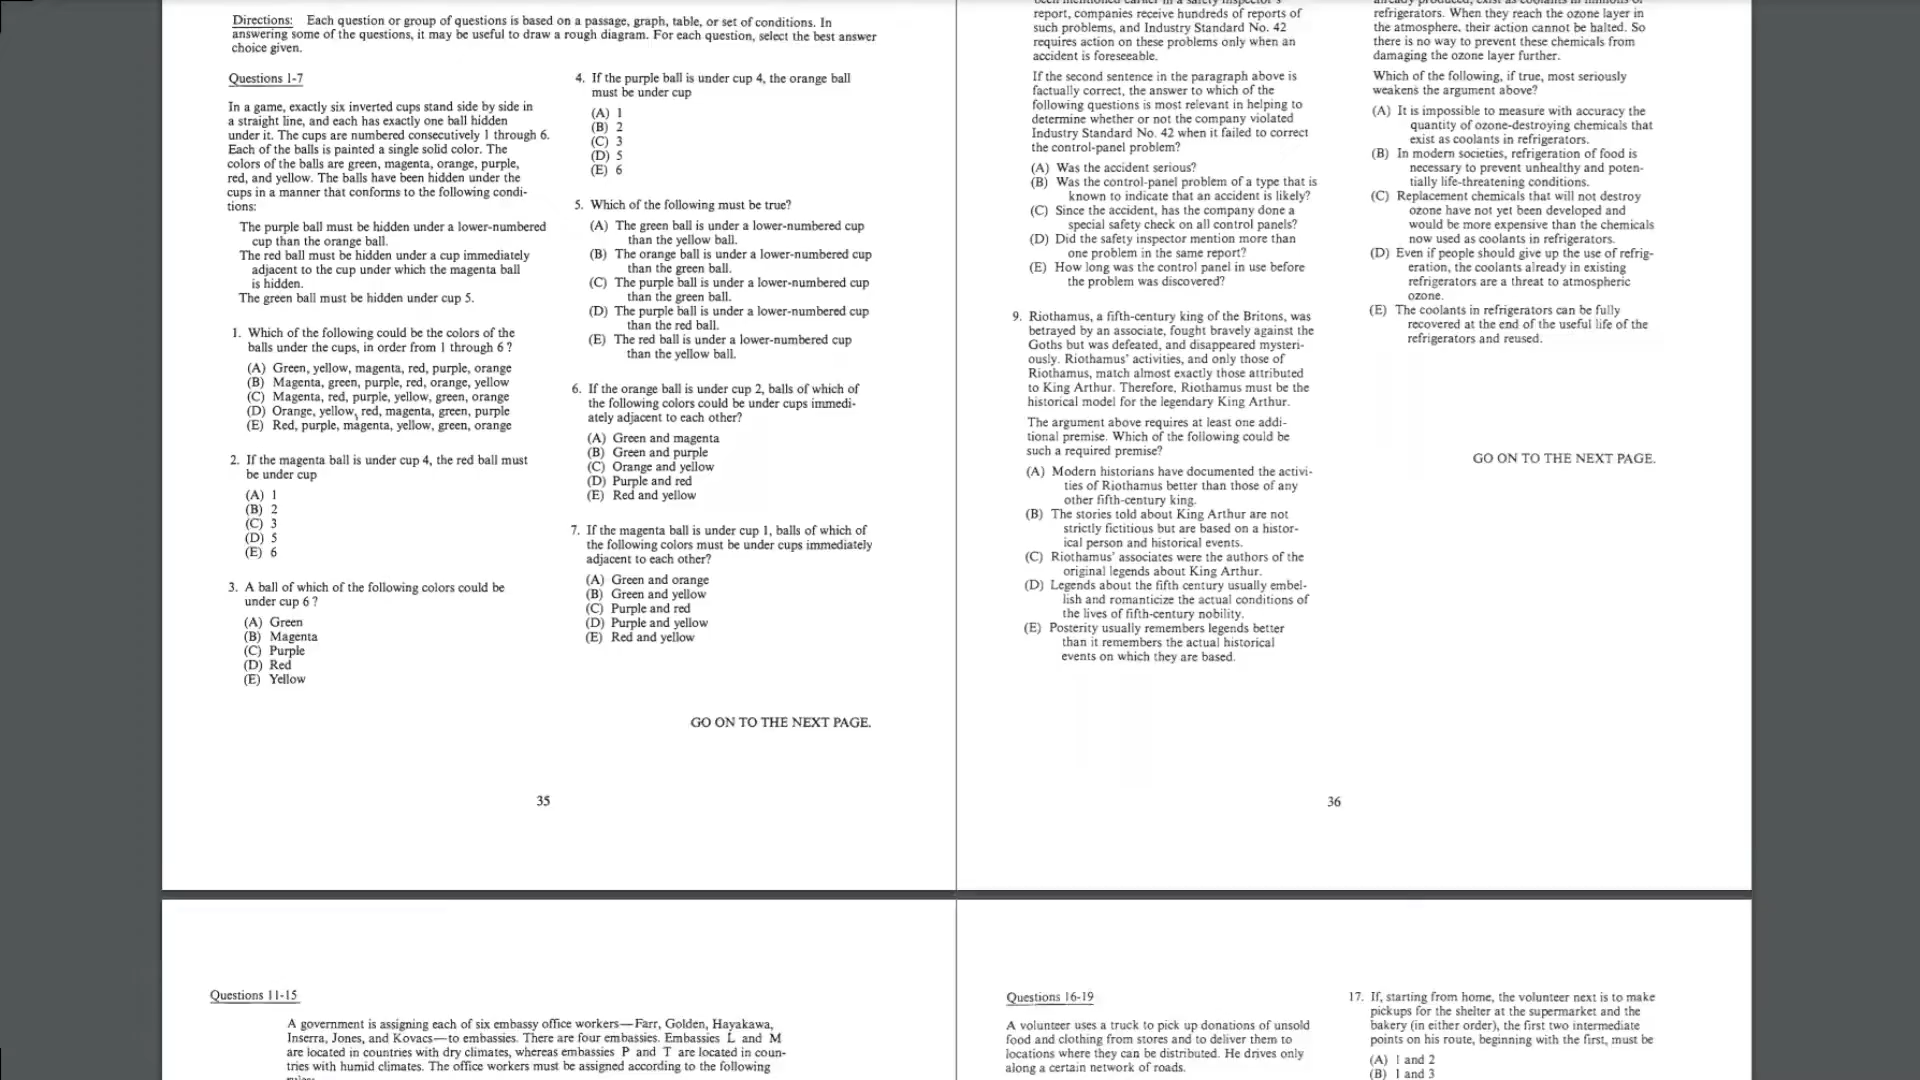 Directions: Each question or group of questions is based on a passage, graph, table, or set of conditions. In
answering some of the questions, it may be useful to draw a rough diagram. For each question, select the best answer
choice given.
Questions 1-7
In a game, exactly six inverted cups stand side by side in
a straight line, and each has exactly one ball hidden
under it. The cups are numbered consecutively 1 through 6.
Each of the balls is painted a single solid color. The
colors of the balls are green, magenta, orange, purple,
red, and yellow. The balls have been hidden under the
cups in a manner that conforms to the following condi-
tions:
The purple ball must be hidden under a lower-numbered
cup than the orange ball.
The red ball must be hidden under a cup immediately
adjacent to the cup under which the magenta ball
is hidden.
The green ball must be hidden under cup 5.
1. Which of the following could be the colors of the
balls under the cups, in order from 1 through 6 ?
(A) Green, yellow, magenta, red, purple, orange
(B) Magenta, green, purple, red, orange, yellow
(C) Magenta, red, purple, yellow, green, orange
(D) Orange, yellow, red, magenta, green, purple
(E) Red, purple, magenta, yellow, green, orange
2. If the magenta ball is under cup 4, the red ball must
be under cup
(A) 1
(B) 2
(C) 3
(D) 5
(E) 6
3. A ball of which of the following colors could be
under cup 6 ?
(A) Green
(B) Magenta
(C) Purple
(D) Red
(E) Yellow
4. If the purple ball is under cup 4, the orange ball
must be under cup
(A) 1
(B) 2
(C) 3
(D) 5
(E) 6
5. Which of the following must be true?
(A) The green ball is under a lower-numbered cup
than the yellow ball.
(B) The orange ball is under a lower-numbered cup
than the green ball.
(C) The purple ball is under a lower-numbered cup
than the green ball.
(D) The purple ball is under a lower-numbered cup
than the red ball.
(E) The red ball is under a lower-numbered cup
than the yellow ball.
6. If the orange ball is under cup 2, balls of which of
the following colors could be under cups immedi-
ately adjacent to each other?
(A) Green and magenta
(B) Green and purple
(C) Orange and yellow
(D) Purple and red
(E) Red and yellow
7. If the magenta ball is under cup 1, balls of which of
the following colors must be under cups immediately
adjacent to each other?
(A) Green and orange
(B) Green and yellow
(C) Purple and red
(D) Purple and yellow
(E) Red and yellow
GO ON TO THE NEXT PAGE.
35
been mentioned earlier in a safety inspector's
report, companies receive hundreds of reports of
such problems, and Industry Standard No. 42
requires action on these problems only when an
accident is foreseeable.
If the second sentence in the paragraph above is
factually correct, the answer to which of the
following questions is most relevant in helping to
determine whether or not the company violated
Industry Standard No. 42 when it failed to correct
the control-panel problem?
(A) Was the accident serious?
(B) Was the control-panel problem of a type that is
known to indicate that an accident is likely?
(C) Since the accident, has the company done a
special safety check on all control panels?
(D) Did the safety inspector mention more than
one problem in the same report?
(E) How long was the control panel in use before
the problem was discovered?
9. Riothamus, a fifth-century king of the Britons, was
betrayed by an associate, fought bravely against the
Goths but was defeated, and disappeared mysteri-
ously. Riothamus' activities, and only those of
Riothamus, match almost exactly those attributed
to King Arthur. Therefore, Riothamus must be the
historical model for the legendary King Arthur.
The argument above requires at least one addi-
tional premise. Which of the following could be
such a required premise?
(A) Modern historians have documented the activi-
ties of Riothamus better than those of any
other fifth-century king.
(B) The stories told about King Arthur are not
strictly fictitious but are based on a histor-
ical person and historical events.
(C) Riothamus' associates were the authors of the
original legends about King Arthur.
(D) Legends about the fifth century usually embel-
lish and romanticize the actual conditions of
the lives of fifth-century nobility.
(E) Posterity usually remembers legends better
than it remembers the actual historical
events on which they are based.
refrigerators. When they reach the ozone layer in
the atmosphere, their action cannot be halted. So
there is no way to prevent these chemicals from
damaging the ozone layer further.
Which of the following, if true, most seriously
weakens the argument above?
(A) It is impossible to measure with accuracy the
quantity of ozone-destroying chemicals that
exist as coolants in refrigerators.
(B) In modern societies, refrigeration of food is
necessary to prevent unhealthy and poten-
tially life-threatening conditions.
(C) Replacement chemicals that will not destroy
ozone have not yet been developed and
would be more expensive than the chemicals
now used as coolants in refrigerators.
(D) Even if people should give up the use of refrig-
eration, the coolants already in existing
refrigerators are a threat to atmospheric
ozone.
(E) The coolants in refrigerators can be fully
recovered at the end of the useful life of the
refrigerators and reused.
GO ON TO THE NEXT PAGE.
36
Questions 11-15
A government is assigning each of six embassy office workers—Farr, Golden, Hayakawa,
Inserra, Jones, and Kovacs—to embassies. There are four embassies. Embassies L and M
are located in countries with dry climates, whereas embassies P and T are located in coun-
tries with humid climates. The office workers must be assigned according to the following
Questions 16-19
A volunteer uses a truck to pick up donations of unsold
food and clothing from stores and to deliver them to
locations where they can be distributed. He drives only
along a certain network of roads.
17. If, starting from home, the volunteer next is to make
pickups for the shelter at the supermarket and the
bakery (in either order), the first two intermediate
points on his route, beginning with the first, must be
(A) 1 and 2
(B) 1 and 3